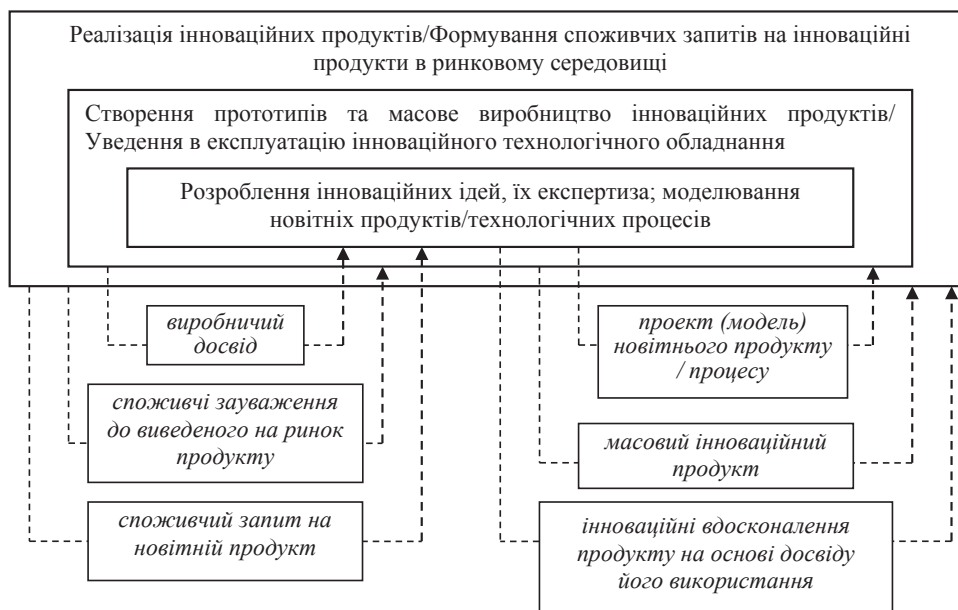 Реалізація інноваційних продуктів/Формування споживчих запитів на інноваційні
продукти в ринковому середовищі
Створення прототипів та масове виробництво інноваційних продуктів/
Уведення в експлуатацію інноваційного технологічного обладнання
Розроблення інноваційних ідей, їх експертиза; моделювання
новітніх продуктів/технологічних процесів
виробничий
досвід
споживчі зауваження
до виведеного на ринок
продукту
споживчий запит на
новітній продукт
проект (модель)
новітнього продукту
/ процесу
масовий інноваційний
продукт
інноваційні вдосконалення
продукту на основі досвіду
його використання